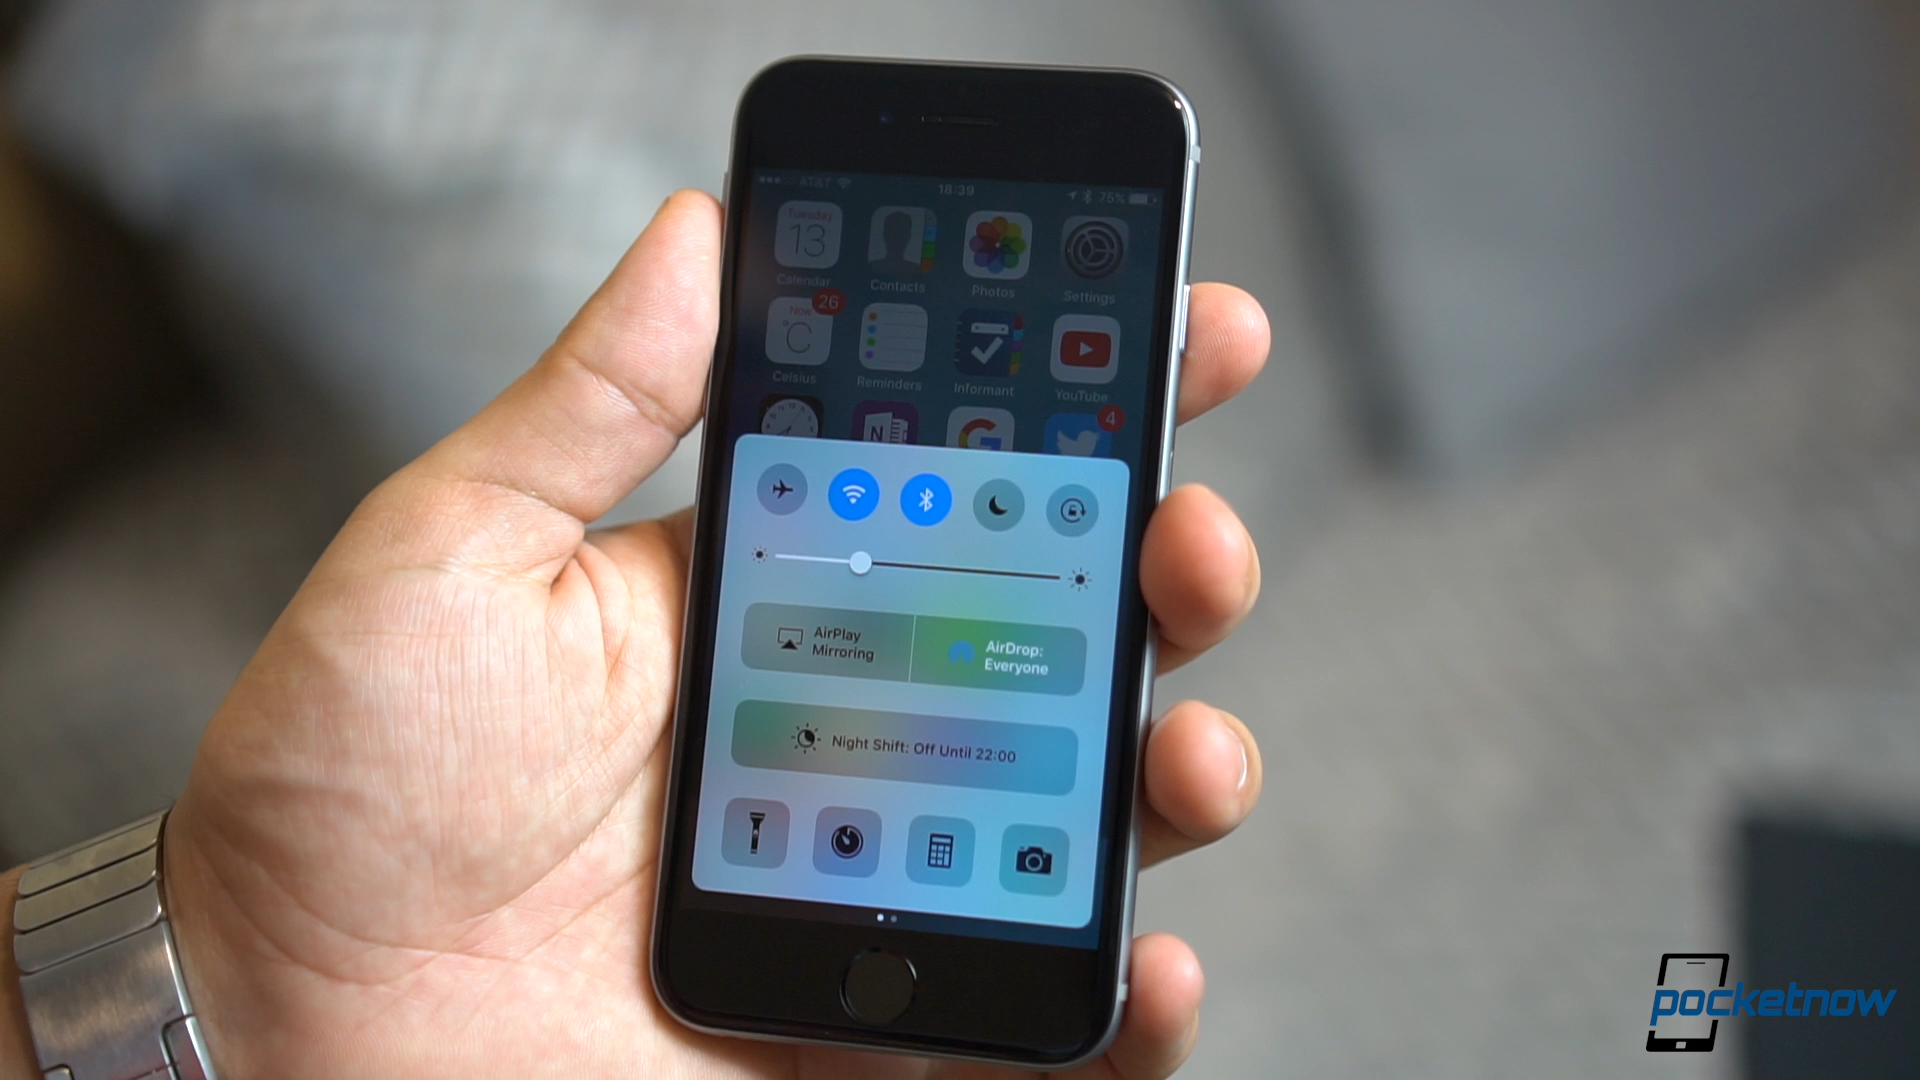 AT&T 18:39 75%
Tuesday
13
Calendar Contacts Photos Settings
26
Now
°C
Celsius Reminders Informant YouTube
N G 4
AirPlay
Mirroring
AirDrop:
Everyone
Night Shift: Off Until 22:00
pocketnow